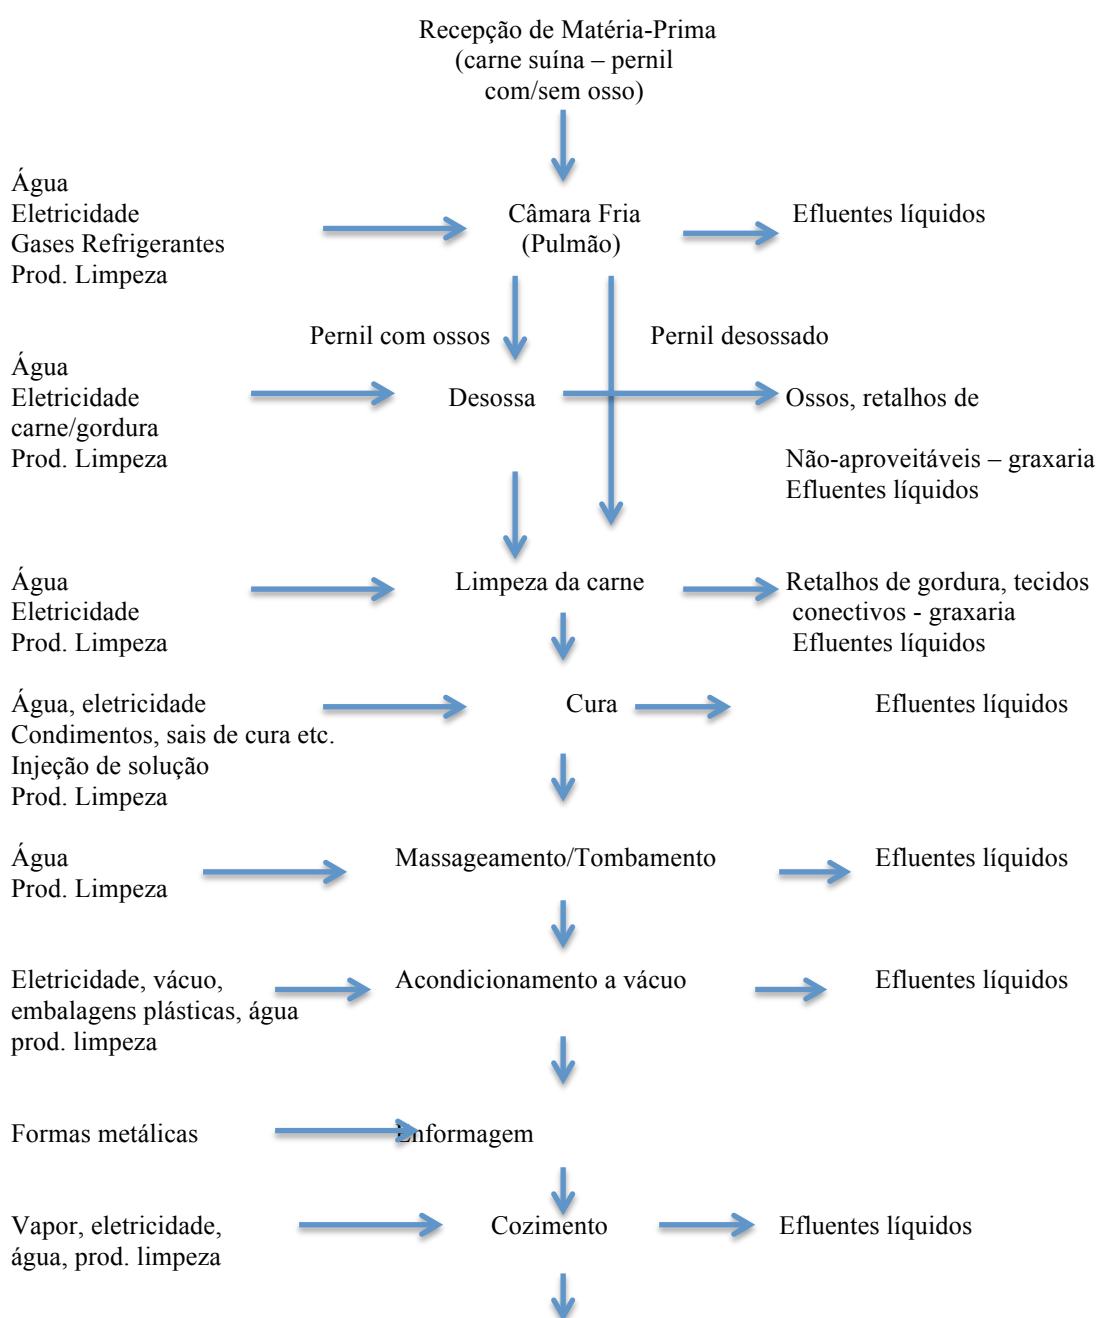 Recepção de Matéria-Prima
(carne suína – pernil
com/sem osso)
Água
Eletricidade
Gases Refrigerantes
Prod. Limpeza
Câmara Fria
(Pulmão)
Efluentes líquidos
Pernil com ossos
Pernil desossado
Água
Eletricidade
carne/gordura
Prod. Limpeza
Desossa
Ossos, retalhos de
Não-aproveitáveis – graxaria
Efluentes líquidos
Água
Eletricidade
Prod. Limpeza
Limpeza da carne
Retalhos de gordura, tecidos
conectivos - graxaria
Efluentes líquidos
Água, eletricidade
Condimentos, sais de cura etc.
Injeção de solução
Prod. Limpeza
Cura
Efluentes líquidos
Água
Prod. Limpeza
Massageamento/Tombamento
Efluentes líquidos
Eletricidade, vácuo,
embalagens plásticas, água
prod. limpeza
Acondicionamento a vácuo
Efluentes líquidos
Formas metálicas
Enformagem
Vapor, eletricidade,
água, prod. limpeza
Cozimento
Efluentes líquidos